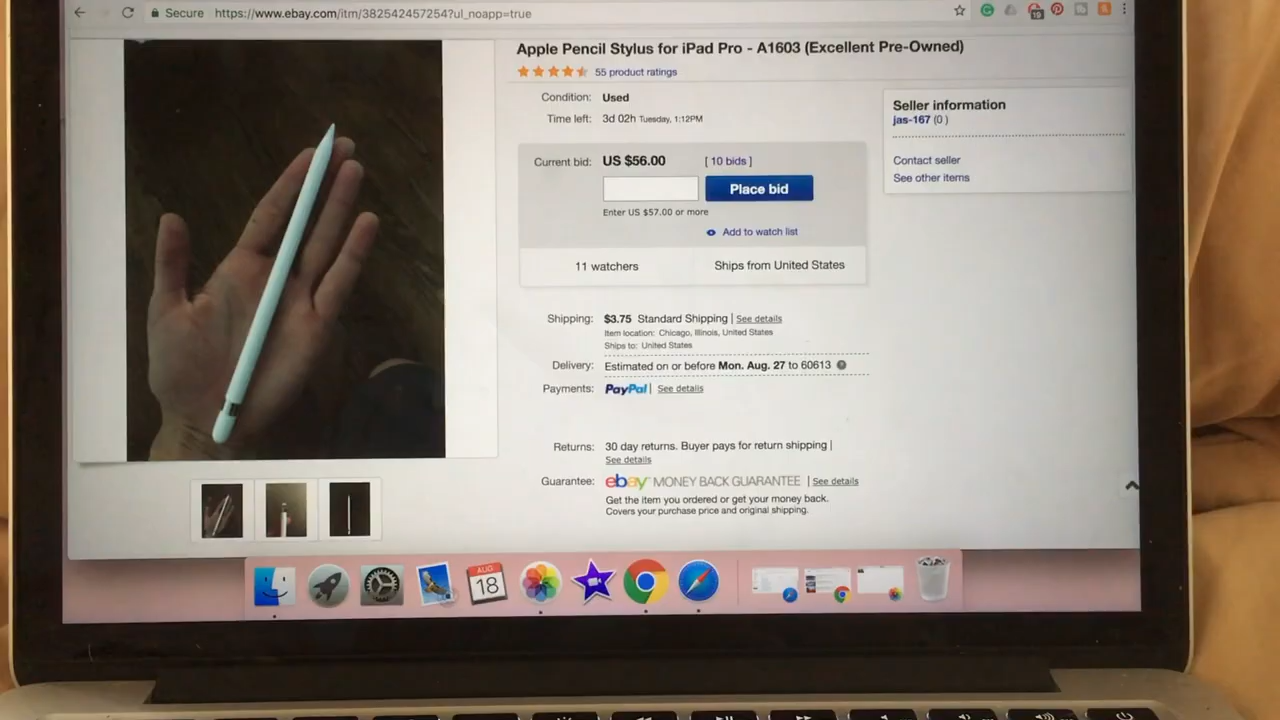 Secure https://www.ebay.com/itm/382542457254?ul_noapp=true
19
Apple Pencil Stylus for iPad Pro - A1603 (Excellent Pre-Owned)
55 product ratings
Condition: Used
Time left: 3d 02h Tuesday, 1:12PM
Current bid: US $56.00 [ 10 bids ]
Place bid
Enter US $57.00 or more
Add to watch list
11 watchers Ships from United States
Seller information
jas-167 (0 )
Contact seller
See other items
Shipping: $3.75 Standard Shipping | See details
Item location: Chicago, Illinois, United States
Ships to: United States
Delivery: Estimated on or before Mon. Aug. 27 to 60613
Payments: PayPal | See details
Returns: 30 day returns. Buyer pays for return shipping |
See details
Guarantee: ebay MONEY BACK GUARANTEE | See details
Get the item you ordered or get your money back.
Covers your purchase price and original shipping.
AUG
18